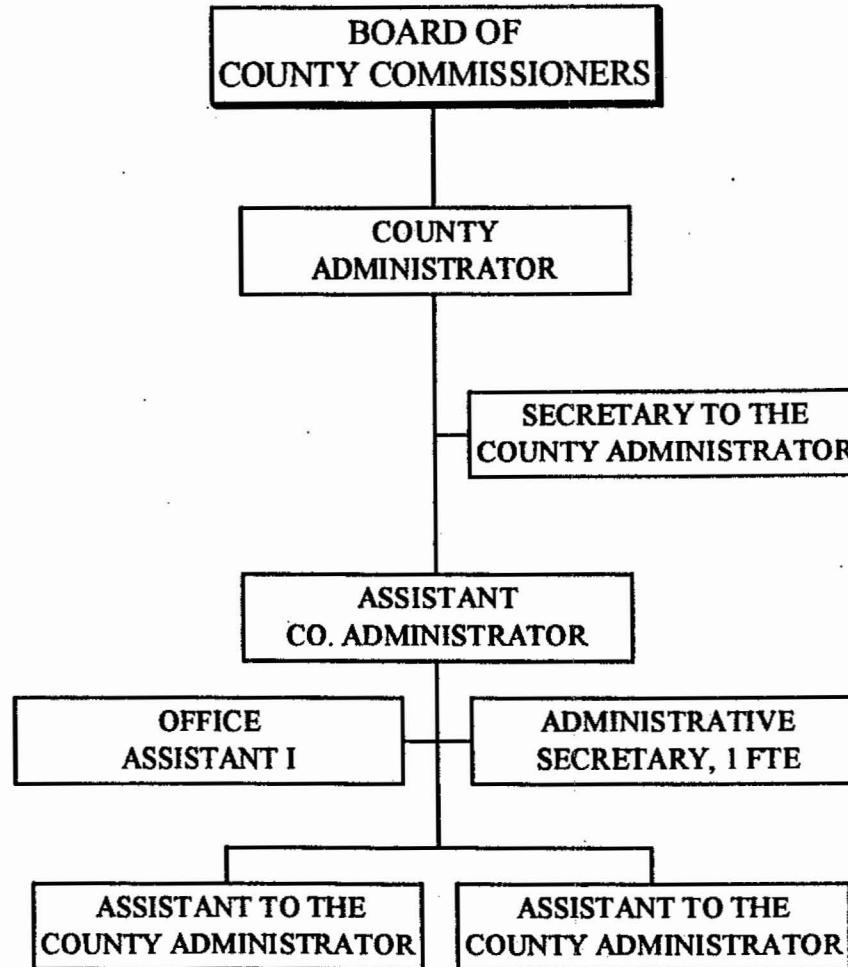 BOARD OF
COUNTY COMMISSIONERS
COUNTY
ADMINISTRATOR
SECRETARY TO THE
COUNTY ADMINISTRATOR
ASSISTANT
CO. ADMINISTRATOR
OFFICE
ASSISTANT I
ADMINISTRATIVE
SECRETARY, 1 FTE
ASSISTANT TO THE
COUNTY ADMINISTRATOR
ASSISTANT TO THE
COUNTY ADMINISTRATOR